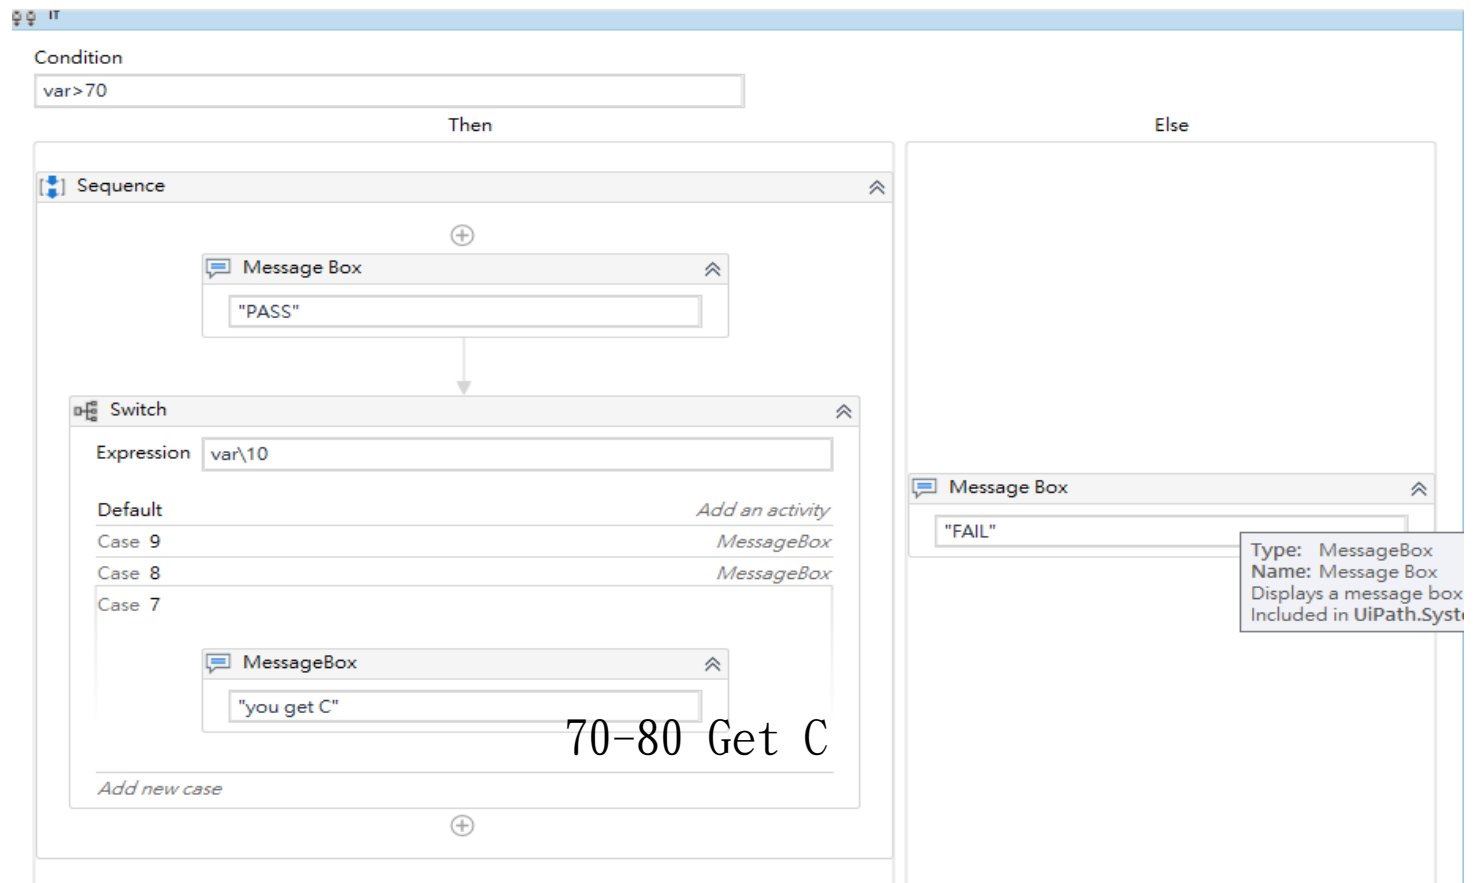 IT
Condition
var>70
Then
Else
Sequence
Message Box
"PASS"
Switch
Expression var\10
Default Add an activity
Case 9 MessageBox
Case 8 MessageBox
Case 7
MessageBox
"you get C"
70-80 Get C
Add new case
Message Box
"FAIL"
Type: MessageBox
Name: Message Box
Displays a message box
Included in UiPath.Syst